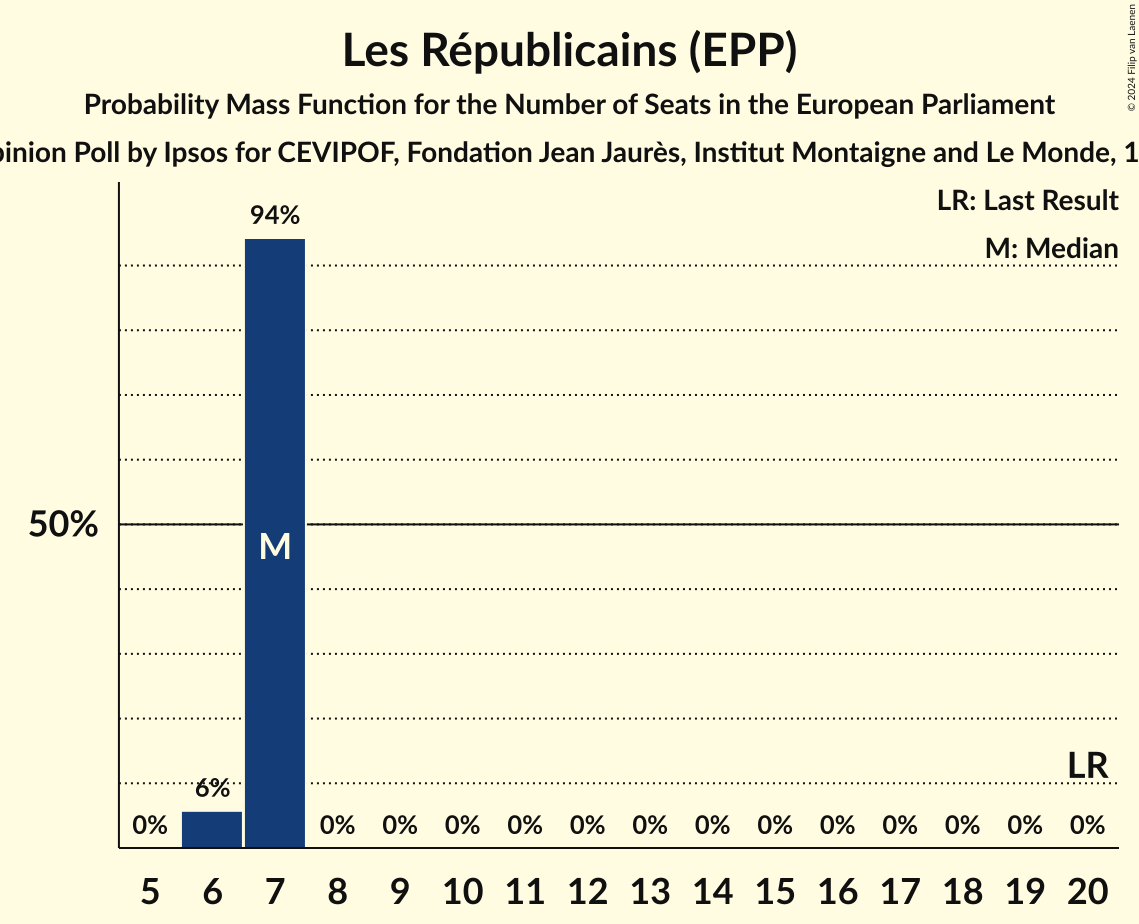 Les Républicains (EPP)
Probability Mass Function for the Number of Seats in the European Parliament
pinion Poll by Ipsos for CEVIPOF, Fondation Jean Jaurès, Institut Montaigne and Le Monde, 1
© 2024 Filip van Laenen
LR: Last Result
M: Median
94%
50%
M
LR
6%
0% 0% 0% 0% 0% 0% 0% 0% 0% 0% 0% 0% 0% 0%
5 6 7 8 9 10 11 12 13 14 15 16 17 18 19 20